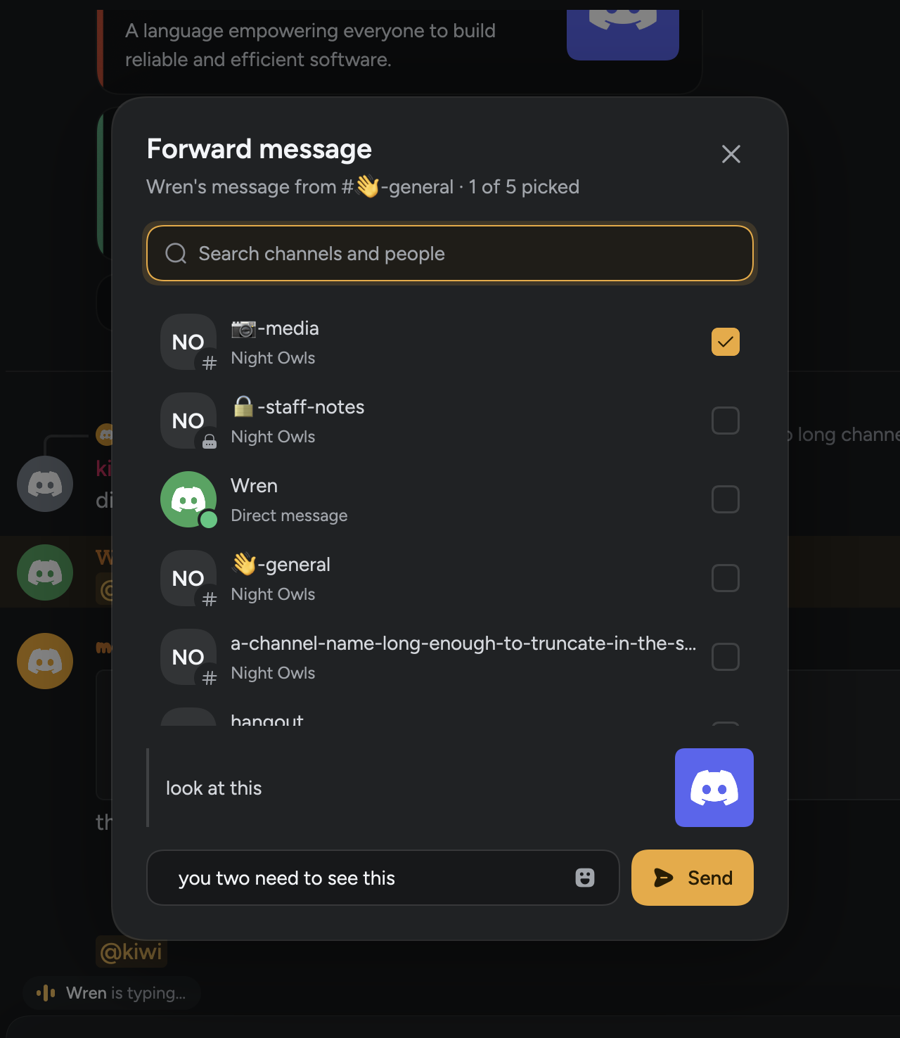 A language empowering everyone to build
reliable and efficient software.
Forward message
Wren's message from #👋-general · 1 of 5 picked
Search channels and people
NO
📷-media
Night Owls
NO
🔒-staff-notes
Night Owls
Wren
Direct message
NO
👋-general
Night Owls
NO
a-channel-name-long-enough-to-truncate-in-the-s...
Night Owls
hangout
long
look at this
you two need to see this
Send
@kiwi
Wren is typing...